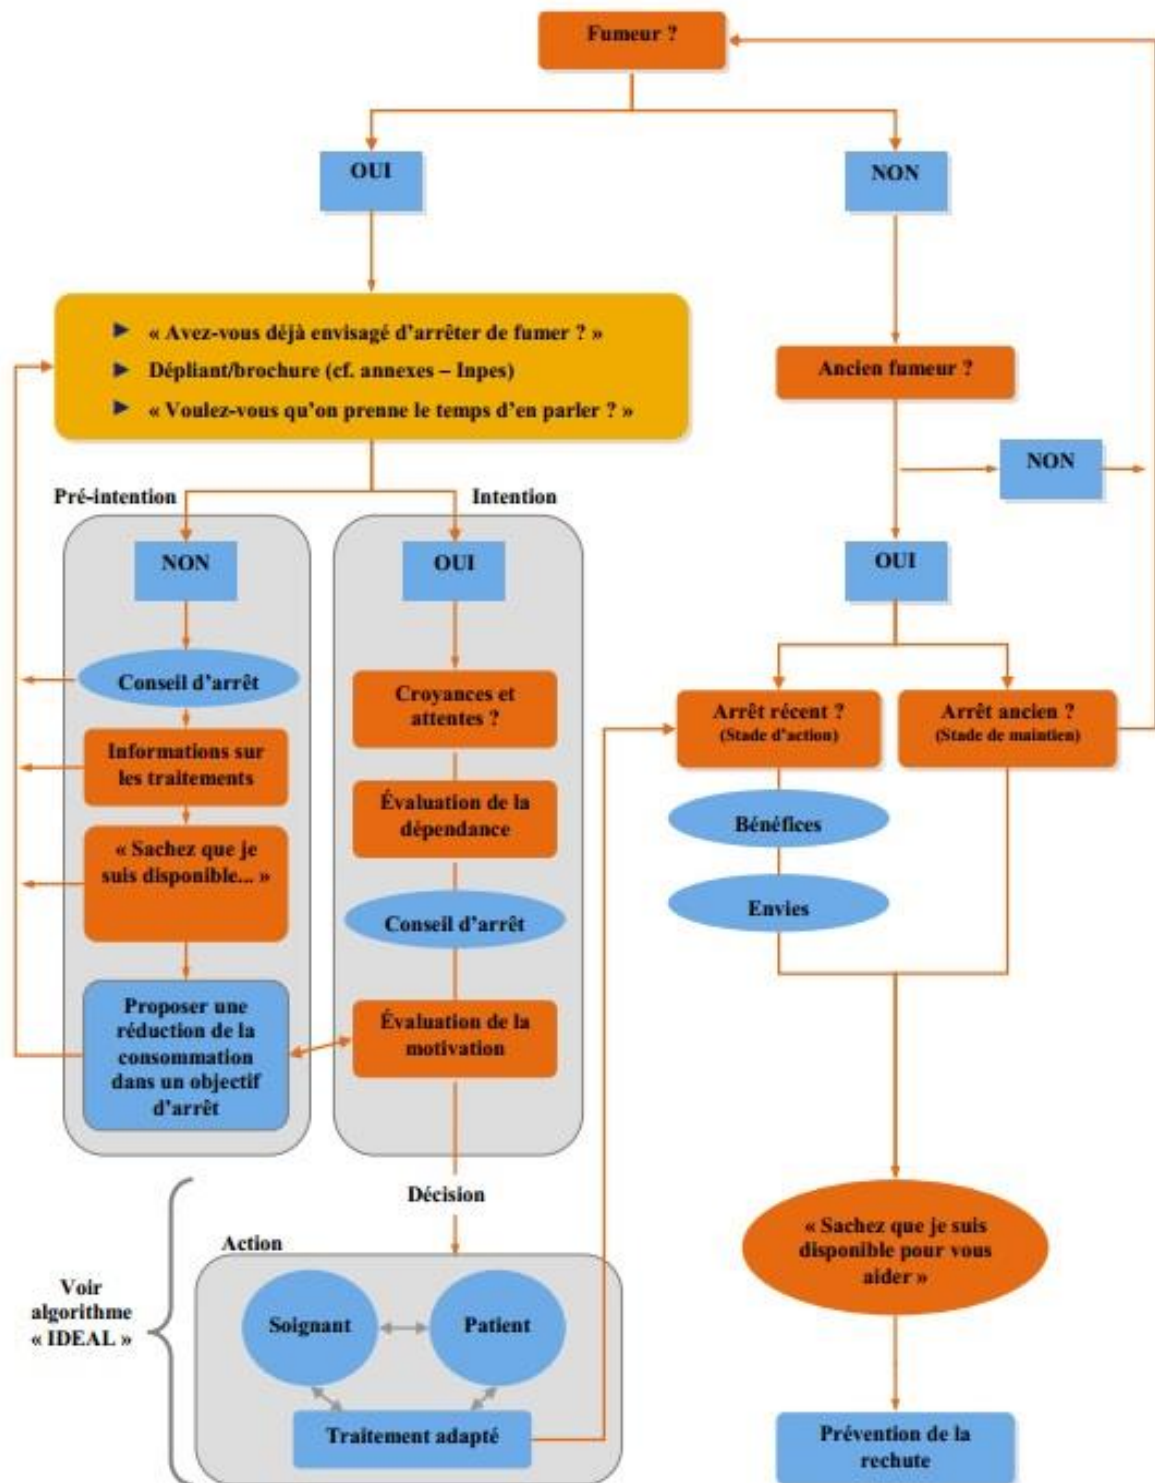 Fumeur ?
OUI
NON
► « Avez-vous déjà envisagé d'arrêter de fumer ? »
► Dépliant/brochure (cf. annexes – Inpes)
► « Voulez-vous qu'on prenne le temps d'en parler ? »
Ancien fumeur ?
NON
OUI
Pré-intention
NON
Conseil d'arrêt
Informations sur
les traitements
« Sachez que je
suis disponible... »
Proposer une
réduction de la
consommation
dans un objectif
d'arrêt
Intention
OUI
Croyances et
attentes ?
Évaluation de la
dépendance
Conseil d'arrêt
Évaluation de la
motivation
Décision
Action
Voir
algorithme
« IDEAL »
Soignant
Patient
Traitement adapté
Arrêt récent ?
(Stade d'action)
Arrêt ancien ?
(Stade de maintien)
Bénéfices
Envies
« Sachez que je suis
disponible pour vous
aider »
Prévention de la
rechute